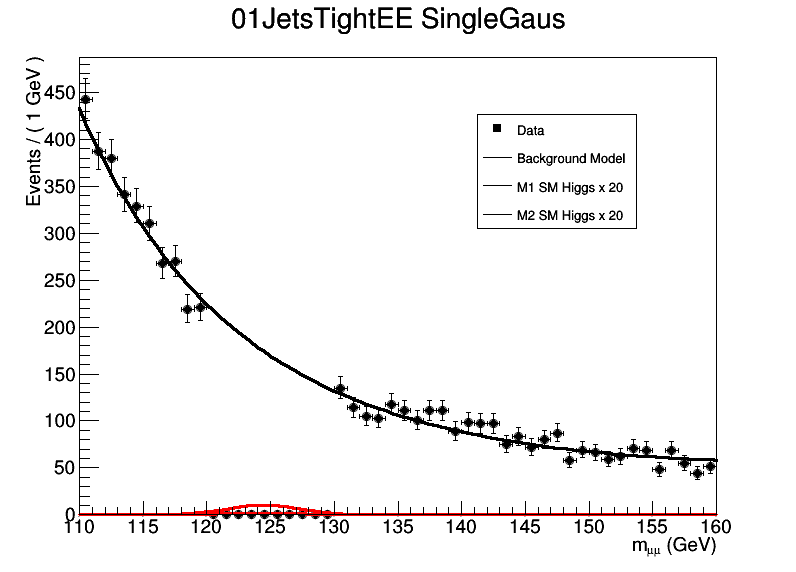 01JetsTightEE SingleGaus
Events / ( 1 GeV )
450
400
350
300
250
200
150
100
50
0
Data
Background Model
M1 SM Higgs x 20
M2 SM Higgs x 20
110 115 120 125 130 135 140 145 150 155 160
mμμ (GeV)